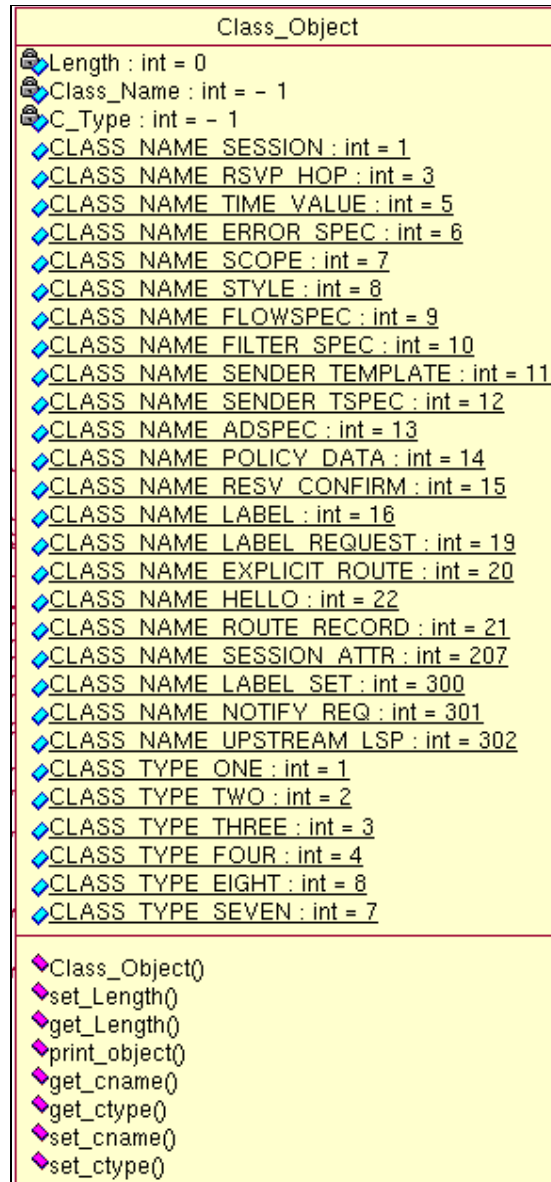 Class_Object
Length : int = 0
Class_Name : int = – 1
C_Type : int = – 1
CLASS_NAME_SESSION : int = 1
CLASS_NAME_RSVP_HOP : int = 3
CLASS_NAME_TIME_VALUE : int = 5
CLASS_NAME_ERROR_SPEC : int = 6
CLASS_NAME_SCOPE : int = 7
CLASS_NAME_STYLE : int = 8
CLASS_NAME_FLOWSPEC : int = 9
CLASS_NAME_FILTER_SPEC : int = 10
CLASS_NAME_SENDER_TEMPLATE : int = 11
CLASS_NAME_SENDER_TSPEC : int = 12
CLASS_NAME_ADSPEC : int = 13
CLASS_NAME_POLICY_DATA : int = 14
CLASS_NAME_RESV_CONFIRM : int = 15
CLASS_NAME_LABEL : int = 16
CLASS_NAME_LABEL_REQUEST : int = 19
CLASS_NAME_EXPLICIT_ROUTE : int = 20
CLASS_NAME_HELLO : int = 22
CLASS_NAME_ROUTE_RECORD : int = 21
CLASS_NAME_SESSION_ATTR : int = 207
CLASS_NAME_LABEL_SET : int = 300
CLASS_NAME_NOTIFY_REQ : int = 301
CLASS_NAME_UPSTREAM_LSP : int = 302
CLASS_TYPE_ONE : int = 1
CLASS_TYPE_TWO : int = 2
CLASS_TYPE_THREE : int = 3
CLASS_TYPE_FOUR : int = 4
CLASS_TYPE_EIGHT : int = 8
CLASS_TYPE_SEVEN : int = 7
Class_Object()
set_Length()
get_Length()
print_object()
get_cname()
get_ctype()
set_cname()
set_ctype()